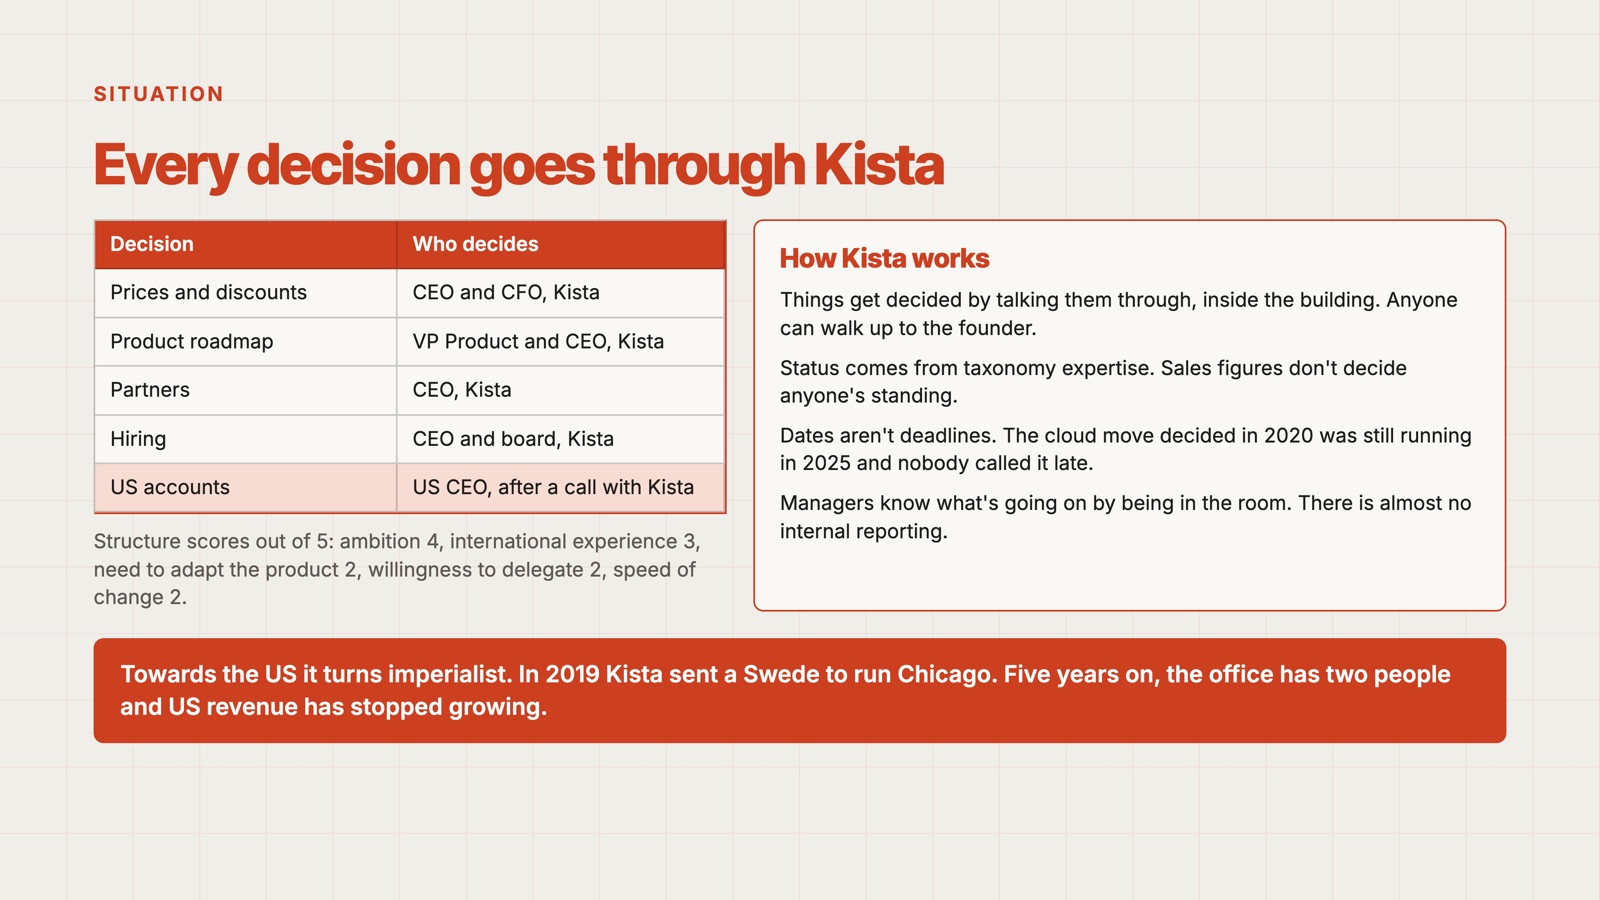 SITUATION
Every decision goes through Kista
Decision Who decides
Prices and discounts CEO and CFO, Kista
Product roadmap VP Product and CEO, Kista
Partners CEO, Kista
Hiring CEO and board, Kista
US accounts US CEO, after a call with Kista
Structure scores out of 5: ambition 4, international experience 3,
need to adapt the product 2, willingness to delegate 2, speed of
change 2.
How Kista works
Things get decided by talking them through, inside the building. Anyone
can walk up to the founder.
Status comes from taxonomy expertise. Sales figures don't decide
anyone's standing.
Dates aren't deadlines. The cloud move decided in 2020 was still running
in 2025 and nobody called it late.
Managers know what's going on by being in the room. There is almost no
internal reporting.
Towards the US it turns imperialist. In 2019 Kista sent a Swede to run Chicago. Five years on, the office has two people
and US revenue has stopped growing.